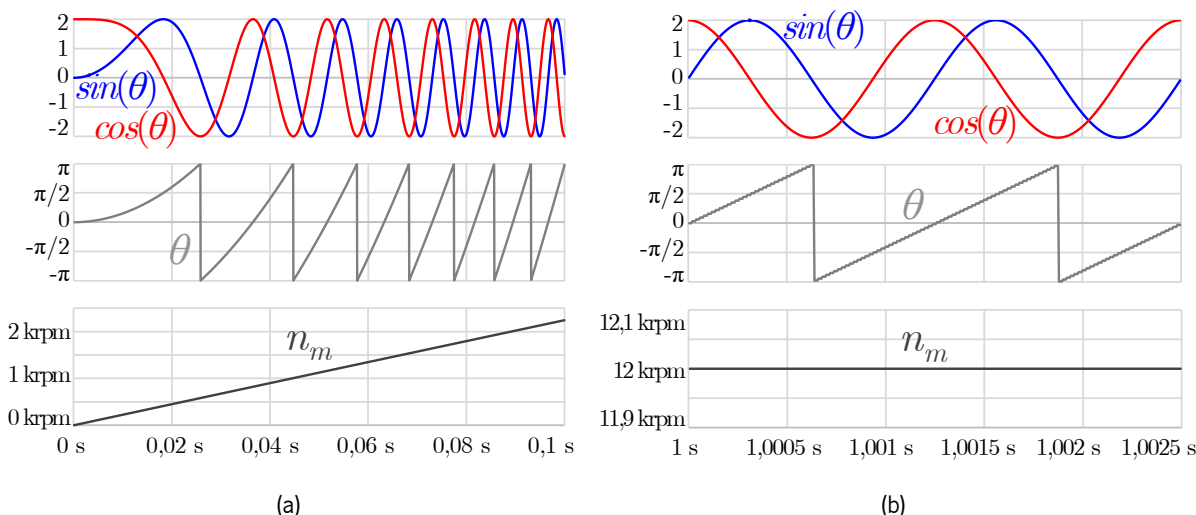 2
1
0
-1
-2
sin(θ)
cos(θ)
π
π/2
0
-π/2
-π
θ
2 krpm
1 krpm
0 krpm
n_m
0 s 0,02 s 0,04 s 0,06 s 0,08 s 0,1 s
(a)
2
1
0
-1
-2
sin(θ)
cos(θ)
π
π/2
0
-π/2
-π
θ
12,1 krpm
12 krpm
11,9 krpm
n_m
1 s 1,0005 s 1,001 s 1,0015 s 1,002 s 1,0025 s
(b)